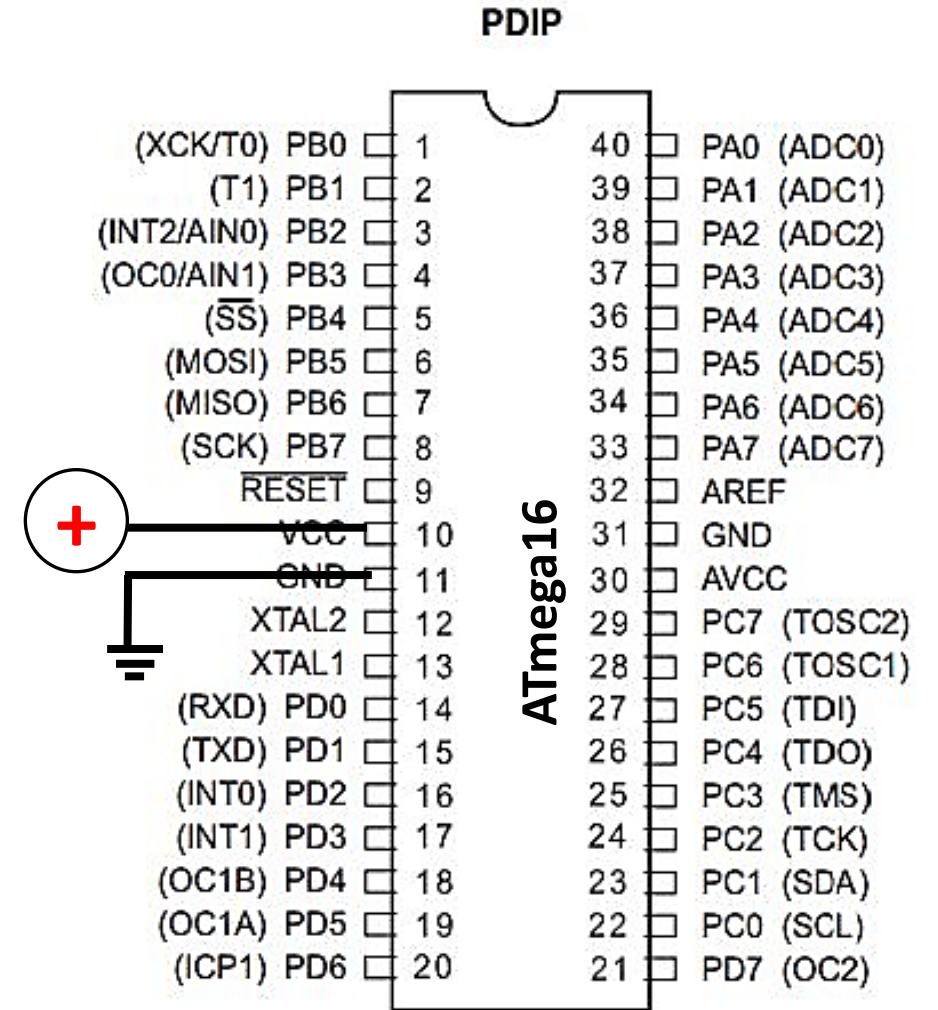 PDIP
(XCK/T0) PB0 1 40 PA0 (ADC0)
(T1) PB1 2 39 PA1 (ADC1)
(INT2/AIN0) PB2 3 38 PA2 (ADC2)
(OC0/AIN1) PB3 4 37 PA3 (ADC3)
(SS) PB4 5 36 PA4 (ADC4)
(MOSI) PB5 6 35 PA5 (ADC5)
(MISO) PB6 7 34 PA6 (ADC6)
(SCK) PB7 8 33 PA7 (ADC7)
RESET 9 32 AREF
+ VCC 10 31 GND
GND 11 30 AVCC
XTAL2 12 29 PC7 (TOSC2)
XTAL1 13 28 PC6 (TOSC1)
(RXD) PD0 14 27 PC5 (TDI)
(TXD) PD1 15 26 PC4 (TDO)
(INT0) PD2 16 25 PC3 (TMS)
(INT1) PD3 17 24 PC2 (TCK)
(OC1B) PD4 18 23 PC1 (SDA)
(OC1A) PD5 19 22 PC0 (SCL)
(ICP1) PD6 20 21 PD7 (OC2)
ATmega16